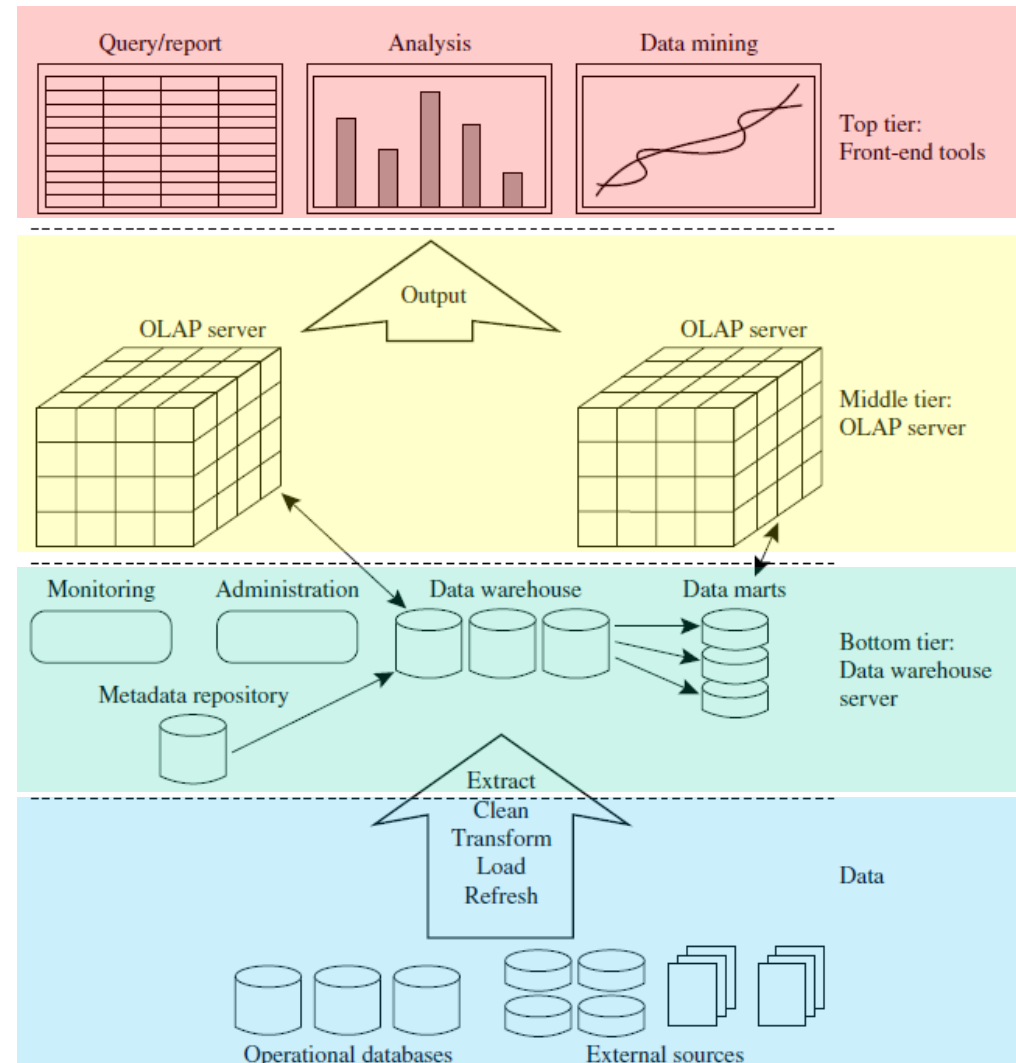 Query/report
Analysis
Data mining
Top tier:
Front-end tools
Output
OLAP server
OLAP server
Middle tier:
OLAP server
Monitoring
Administration
Data warehouse
Data marts
Bottom tier:
Data warehouse
server
Metadata repository
Extract
Clean
Transform
Load
Refresh
Data
Operational databases
External sources